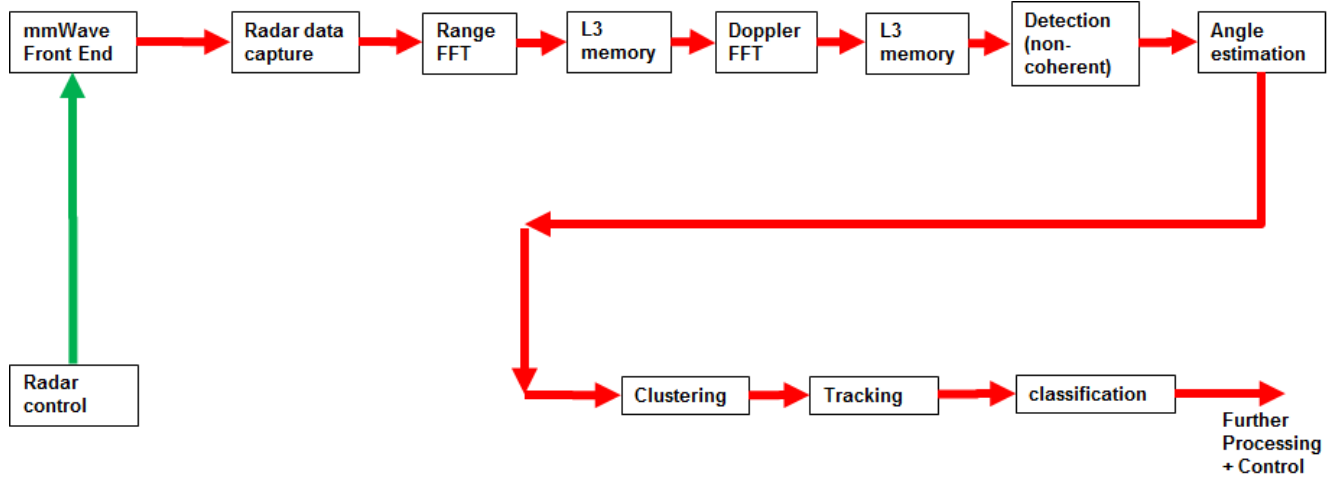 mmWave
Front End
Radar data
capture
Range
FFT
L3
memory
Doppler
FFT
L3
memory
Detection
(non-
coherent)
Angle
estimation
Radar
control
Clustering
Tracking
classification
Further
Processing
+ Control